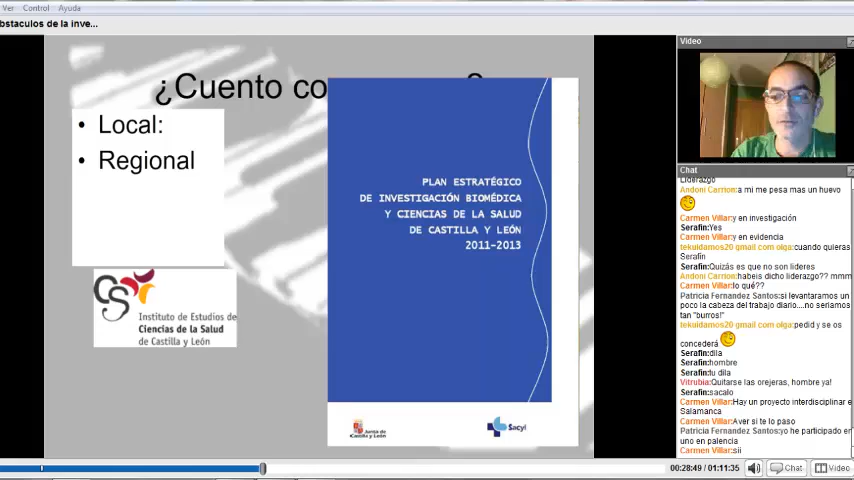 Ver Control Ayuda
bstaculos de la inve...
¿Cuento co
?
• Local:
• Regional
PLAN ESTRATÉGICO
DE INVESTIGACIÓN BIOMÉDICA
Y CIENCIAS DE LA SALUD
DE CASTILLA Y LEÓN
2011-2013
Instituto de Estudios de
Ciencias de la Salud
de Castilla y León
Junta de
Castilla y León
Sacyl
Video
Chat
Liderazgo
Andoni Carrion:a mi me pesa mas un huevo
Carmen Villar:y en investigación
Serafin:Yes
Carmen Villar:y en evidencia
tekuidamos20 gmail com olga:cuando quieras
Serafin
Serafin:Quizás es que no son lideres
Andoni Carrion:habeis dicho liderazgo?? mmm
Carmen Villar:lo qué??
Patricia Fernandez Santos:si levantaramos un
poco la cabeza del trabajo diario....no seriamos
tan "burros!"
tekuidamos20 gmail com olga:pedid y se os
concederá
Serafin:dila
Serafin:hombre
Serafin:tu dila
Vitrubia:Quitarse las orejeras, hombre ya!
Serafin:sacalo
Carmen Villar:Hay un proyecto interdisciplinar e
Salamanca
Carmen Villar:Aver si te lo paso
Patricia Fernandez Santos:yo he participado en
uno en palencia
Carmen Villar:sii
00:28:49 / 01:11:35
Chat
Video